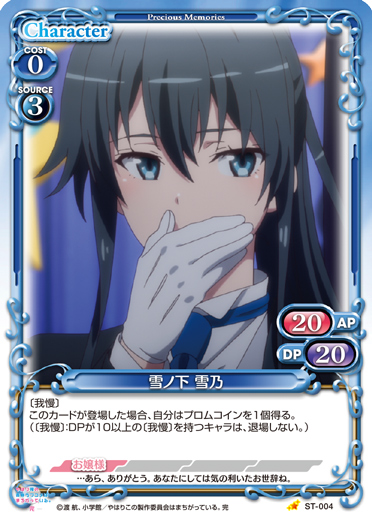 Precious Memories
Character
COST
0
SOURCE
3
20 AP
DP 20
雪ノ下 雪乃
〔我慢〕
このカードが登場した場合、自分はプロムコインを1個得る。
(〔我慢〕:DPが10以上の〔我慢〕を持つキャラは、退場しない。)
お嬢様
…あら、ありがとう。あなたにしては気の利いたお世辞ね。
©渡 航、小学館／やはりこの製作委員会はまちがっている。完
ST-004